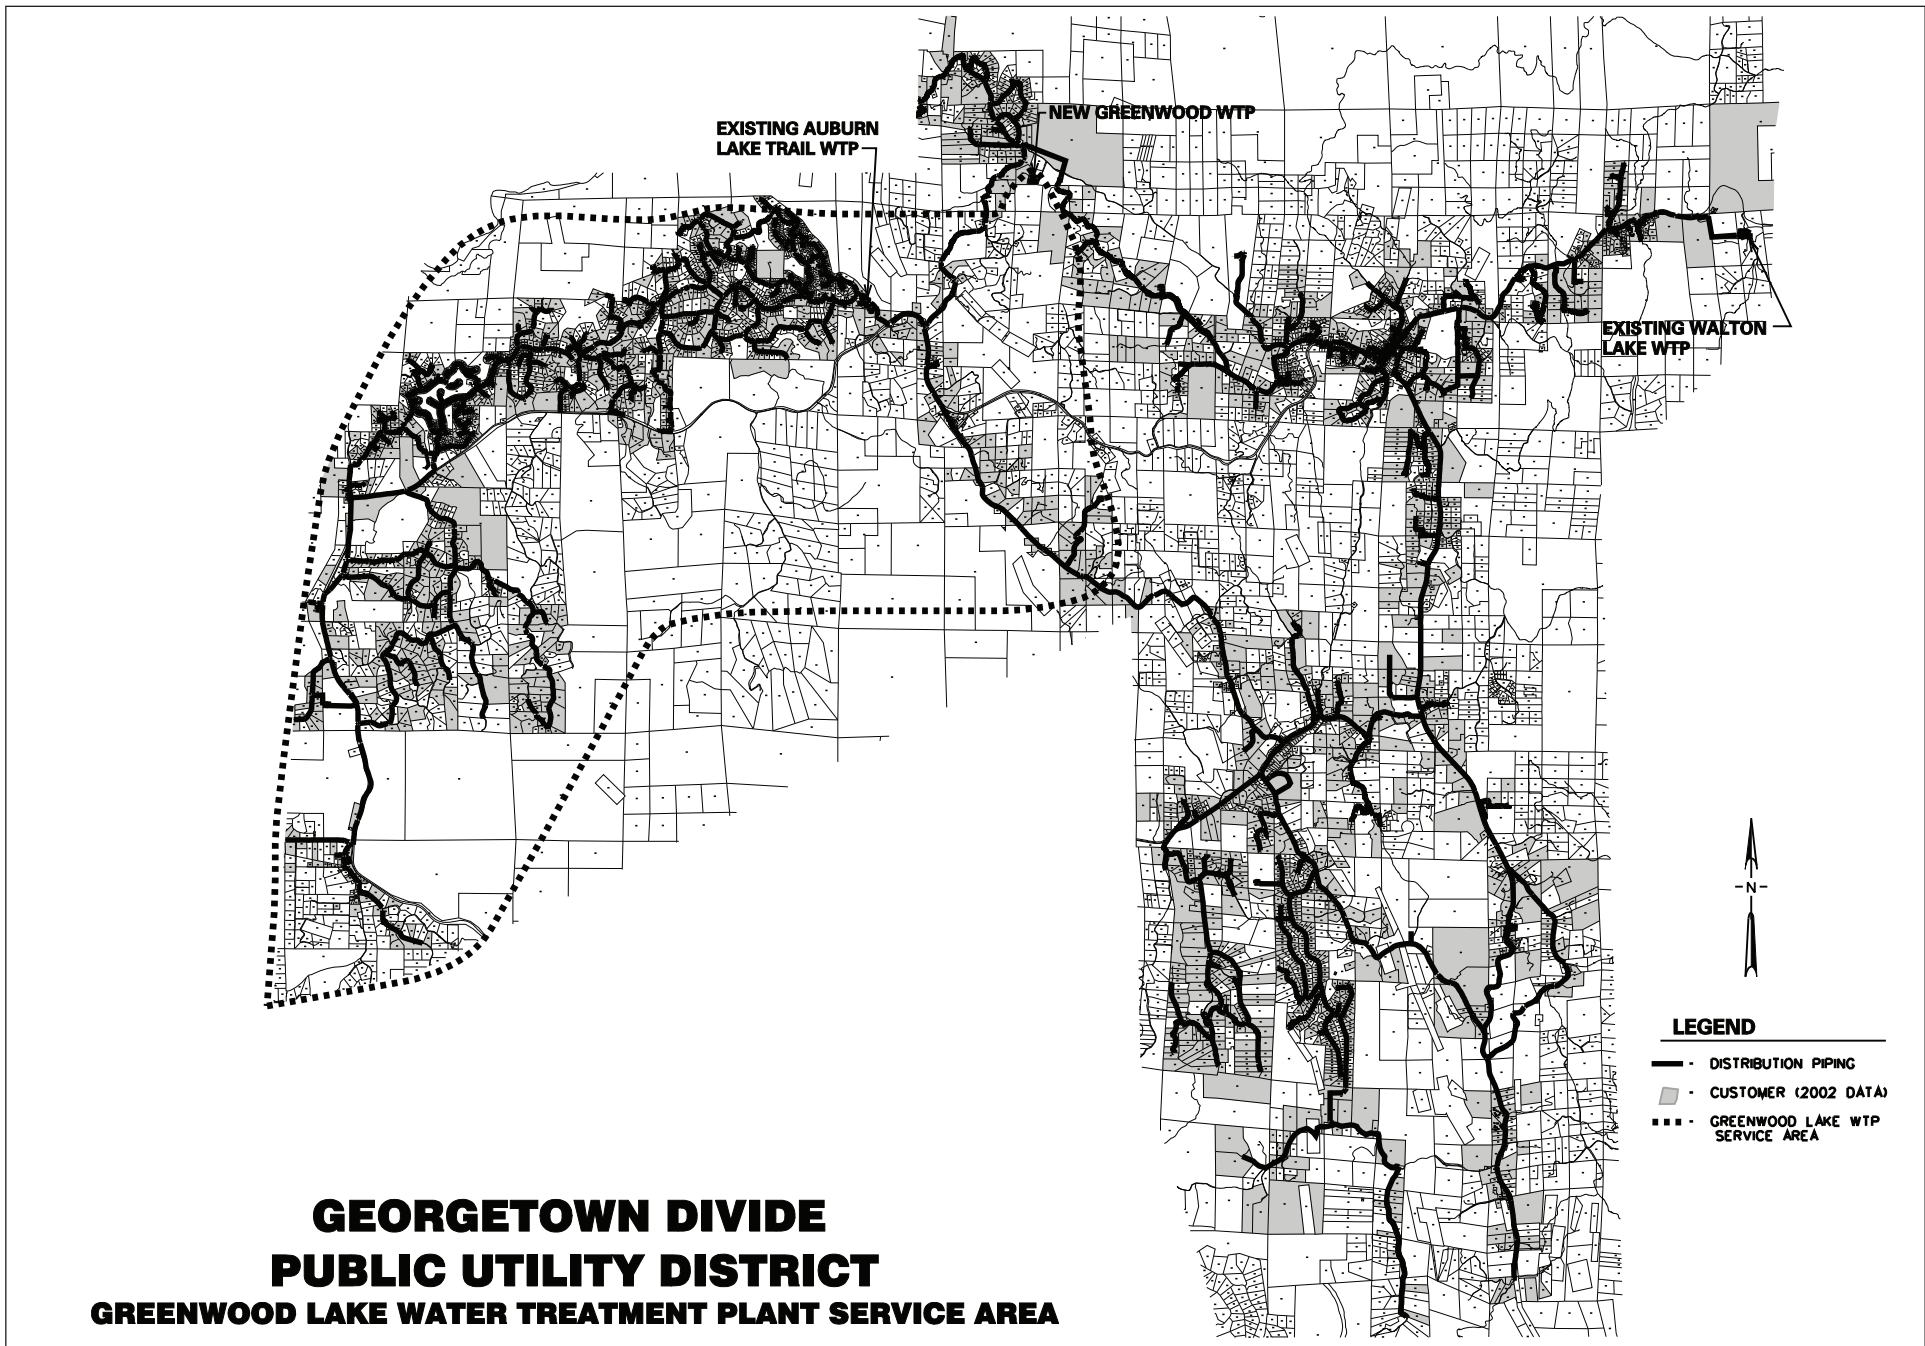 NEW GREENWOOD WTP
EXISTING AUBURN
LAKE TRAIL WTP
EXISTING WALTON
LAKE WTP
-N-
LEGEND
- DISTRIBUTION PIPING
- CUSTOMER (2002 DATA)
- GREENWOOD LAKE WTP
SERVICE AREA
GEORGETOWN DIVIDE
PUBLIC UTILITY DISTRICT
GREENWOOD LAKE WATER TREATMENT PLANT SERVICE AREA